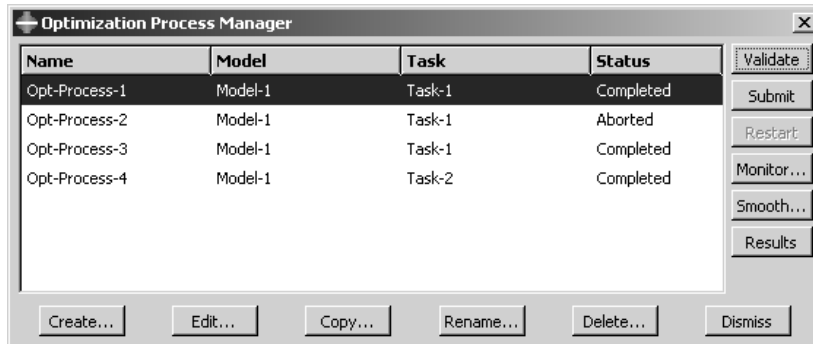 Optimization Process Manager
Name Model Task Status
Opt-Process-1 Model-1 Task-1 Completed
Opt-Process-2 Model-1 Task-1 Aborted
Opt-Process-3 Model-1 Task-1 Completed
Opt-Process-4 Model-1 Task-2 Completed
Validate
Submit
Restart
Monitor...
Smooth...
Results
Create... Edit... Copy... Rename... Delete... Dismiss